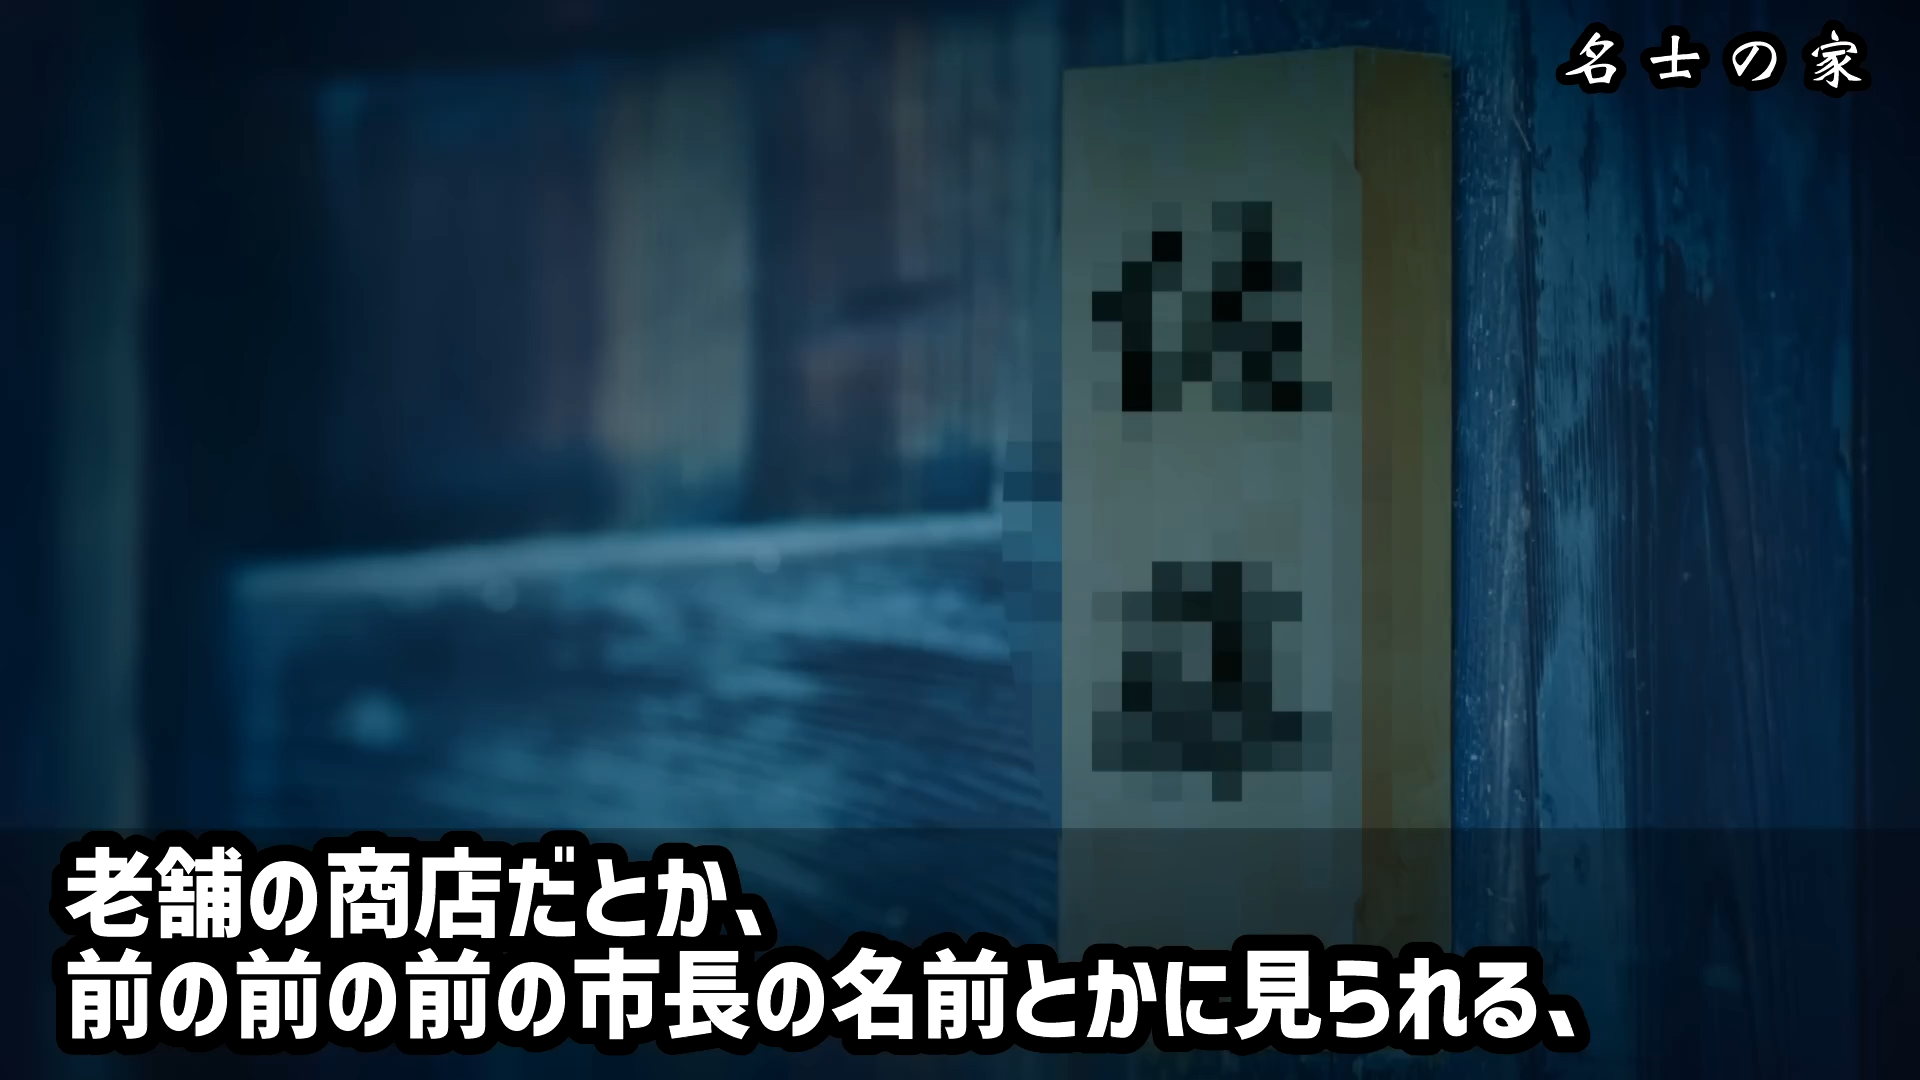 名士の家
老舗の商店だとか、
前の前の前の市長の名前とかに見られる、